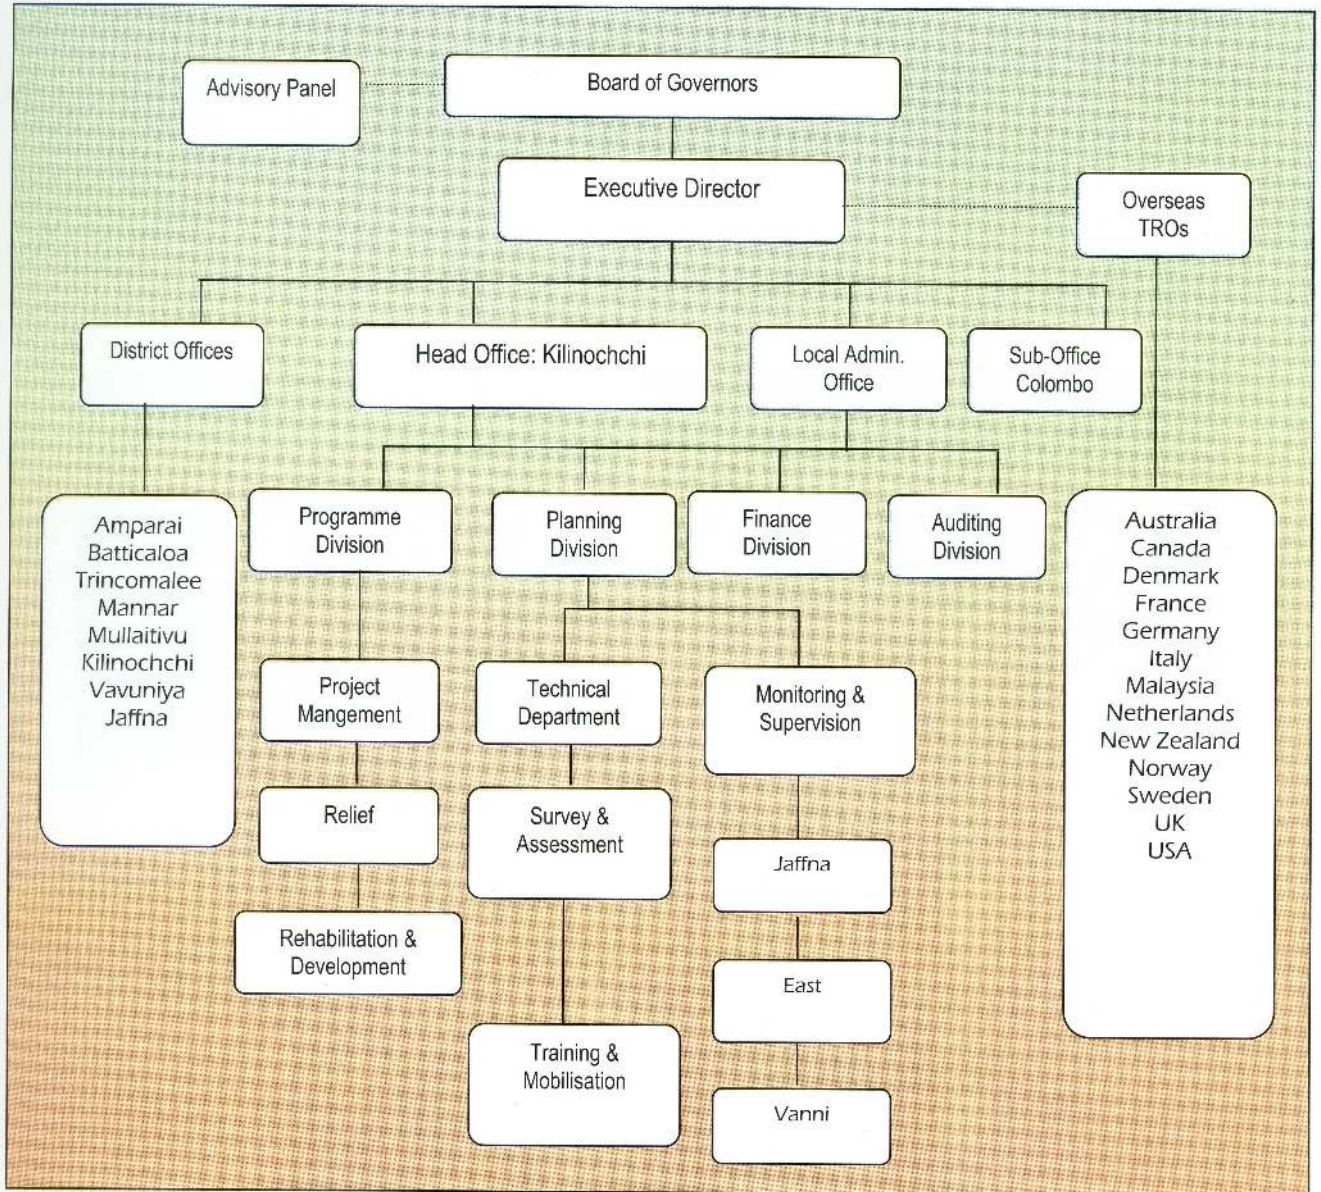 Advisory Panel
Board of Governors
Executive Director
Overseas
TROs
District Offices
Head Office: Kilinochchi
Local Admin.
Office
Sub-Office
Colombo
Amparai
Batticaloa
Trincomalee
Mannar
Mullaitivu
Kilinochchi
Vavuniya
Jaffna
Programme
Division
Planning
Division
Finance
Division
Auditing
Division
Australia
Canada
Denmark
France
Germany
Italy
Malaysia
Netherlands
New Zealand
Norway
Sweden
UK
USA
Project
Mangement
Technical
Department
Monitoring &
Supervision
Relief
Survey &
Assessment
Jaffna
Rehabilitation &
Development
East
Training &
Mobilisation
Vanni